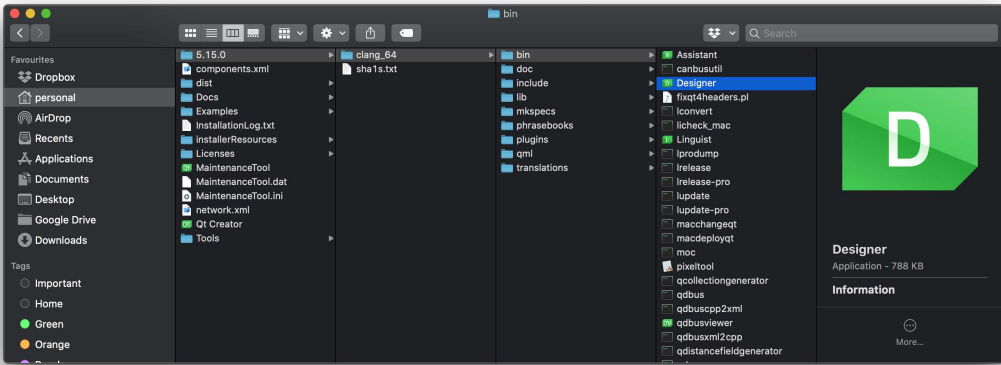 bin
Search
Favourites
Dropbox
personal
AirDrop
Recents
Applications
Documents
Desktop
Google Drive
Downloads
Tags
Important
Home
Green
Orange
5.15.0
components.xml
dist
Docs
Examples
InstallationLog.txt
installerResources
Licenses
MaintenanceTool
MaintenanceTool.dat
MaintenanceTool.ini
network.xml
Qt Creator
Tools
clang_64
sha1s.txt
bin
doc
include
lib
mkspecs
phrasebooks
plugins
qml
translations
Assistant
canbusutil
Designer
fixqt4headers.pl
lconvert
licheck_mac
Linguist
lprodump
lrelease
lrelease-pro
lupdate
lupdate-pro
macchangeqt
macdeployqt
moc
pixeltool
qcollectiongenerator
qdbus
qdbuscpp2xml
qdbusviewer
qdbusxml2cpp
qdistancefieldgenerator
D
Designer
Application - 788 KB
Information
More...